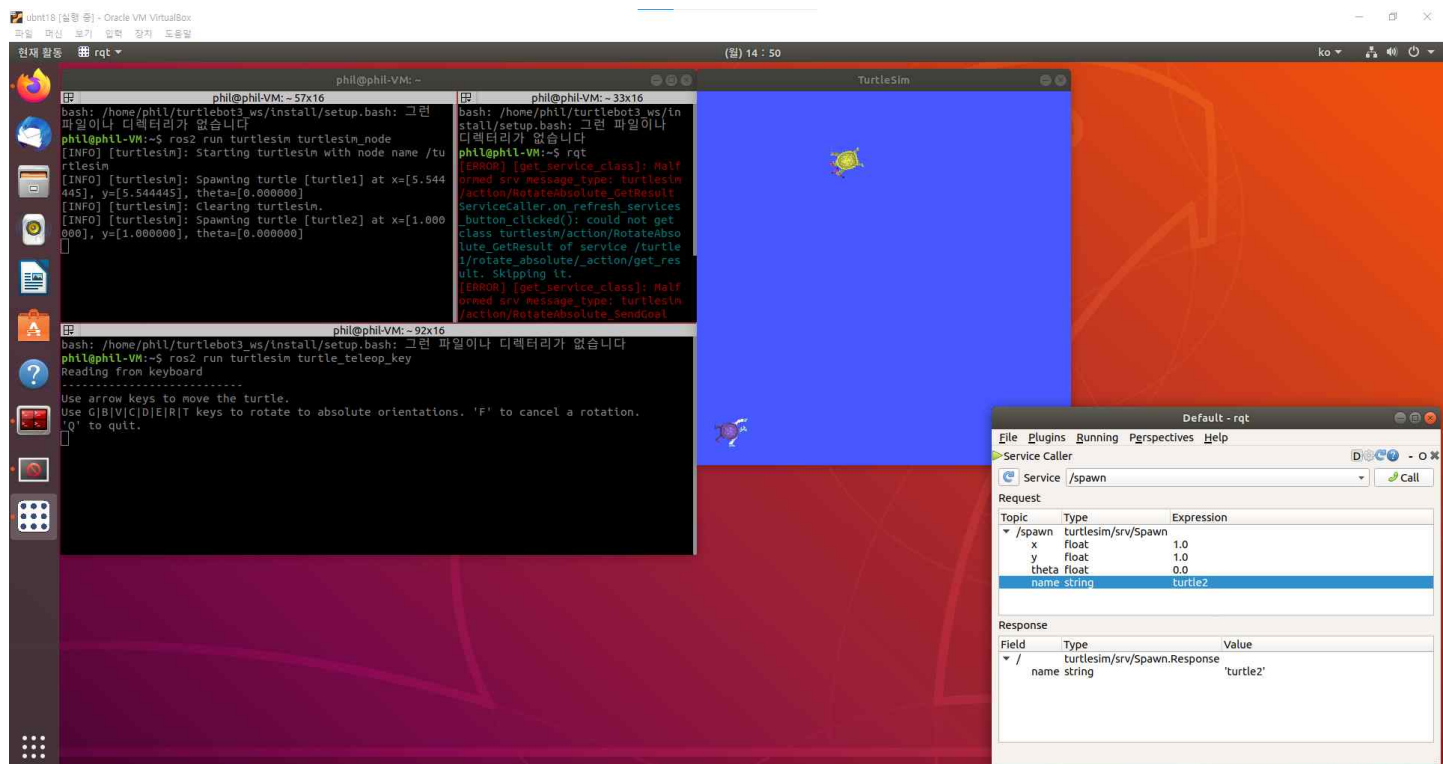 ubnt18 [실행 중] - Oracle VM VirtualBox
파일 머신 보기 입력 장치 도움말
현재 활동 rqt
(월) 14 : 50
ko
phil@phil-VM: ~
phil@phil-VM: ~ 57x16
bash: /home/phil/turtlebot3_ws/install/setup.bash: 그런
파일이나 디렉터리가 없습니다
phil@phil-VM:~$ ros2 run turtlesim turtlesim_node
[INFO] [turtlesim]: Starting turtlesim with node name /tu
rtlesim
[INFO] [turtlesim]: Spawning turtle [turtle1] at x=[5.544
445], y=[5.544445], theta=[0.000000]
[INFO] [turtlesim]: Clearing turtlesim.
[INFO] [turtlesim]: Spawning turtle [turtle2] at x=[1.000
000], y=[1.000000], theta=[0.000000]
phil@phil-VM: ~ 33x16
bash: /home/phil/turtlebot3_ws/in
stall/setup.bash: 그런 파일이나
디렉터리가 없습니다
phil@phil-VM:~$ rqt
[ERROR] [get_service_class]: Malf
ormed srv message_type: turtlesim
/action/RotateAbsolute_GetResult
ServiceCaller.on_refresh_services
_button_clicked(): could not get
class turtlesim/action/RotateAbso
lute_GetResult of service /turtle
1/rotate_absolute/_action/get_res
ult. Skipping it.
[ERROR] [get_service_class]: Malf
ormed srv message_type: turtlesim
/action/RotateAbsolute_SendGoal
phil@phil-VM: ~ 92x16
bash: /home/phil/turtlebot3_ws/install/setup.bash: 그런 파일이나 디렉터리가 없습니다
phil@phil-VM:~$ ros2 run turtlesim turtle_teleop_key
Reading from keyboard
---------------------------
Use arrow keys to move the turtle.
Use G|B|V|C|D|E|R|T keys to rotate to absolute orientations. 'F' to cancel a rotation.
'Q' to quit.
TurtleSim
Default - rqt
File Plugins Running Perspectives Help
Service Caller
D - O
Service /spawn Call
Request
Topic Type Expression
/spawn turtlesim/srv/Spawn
x float 1.0
y float 1.0
theta float 0.0
name string turtle2
Response
Field Type Value
/ turtlesim/srv/Spawn.Response
name string 'turtle2'